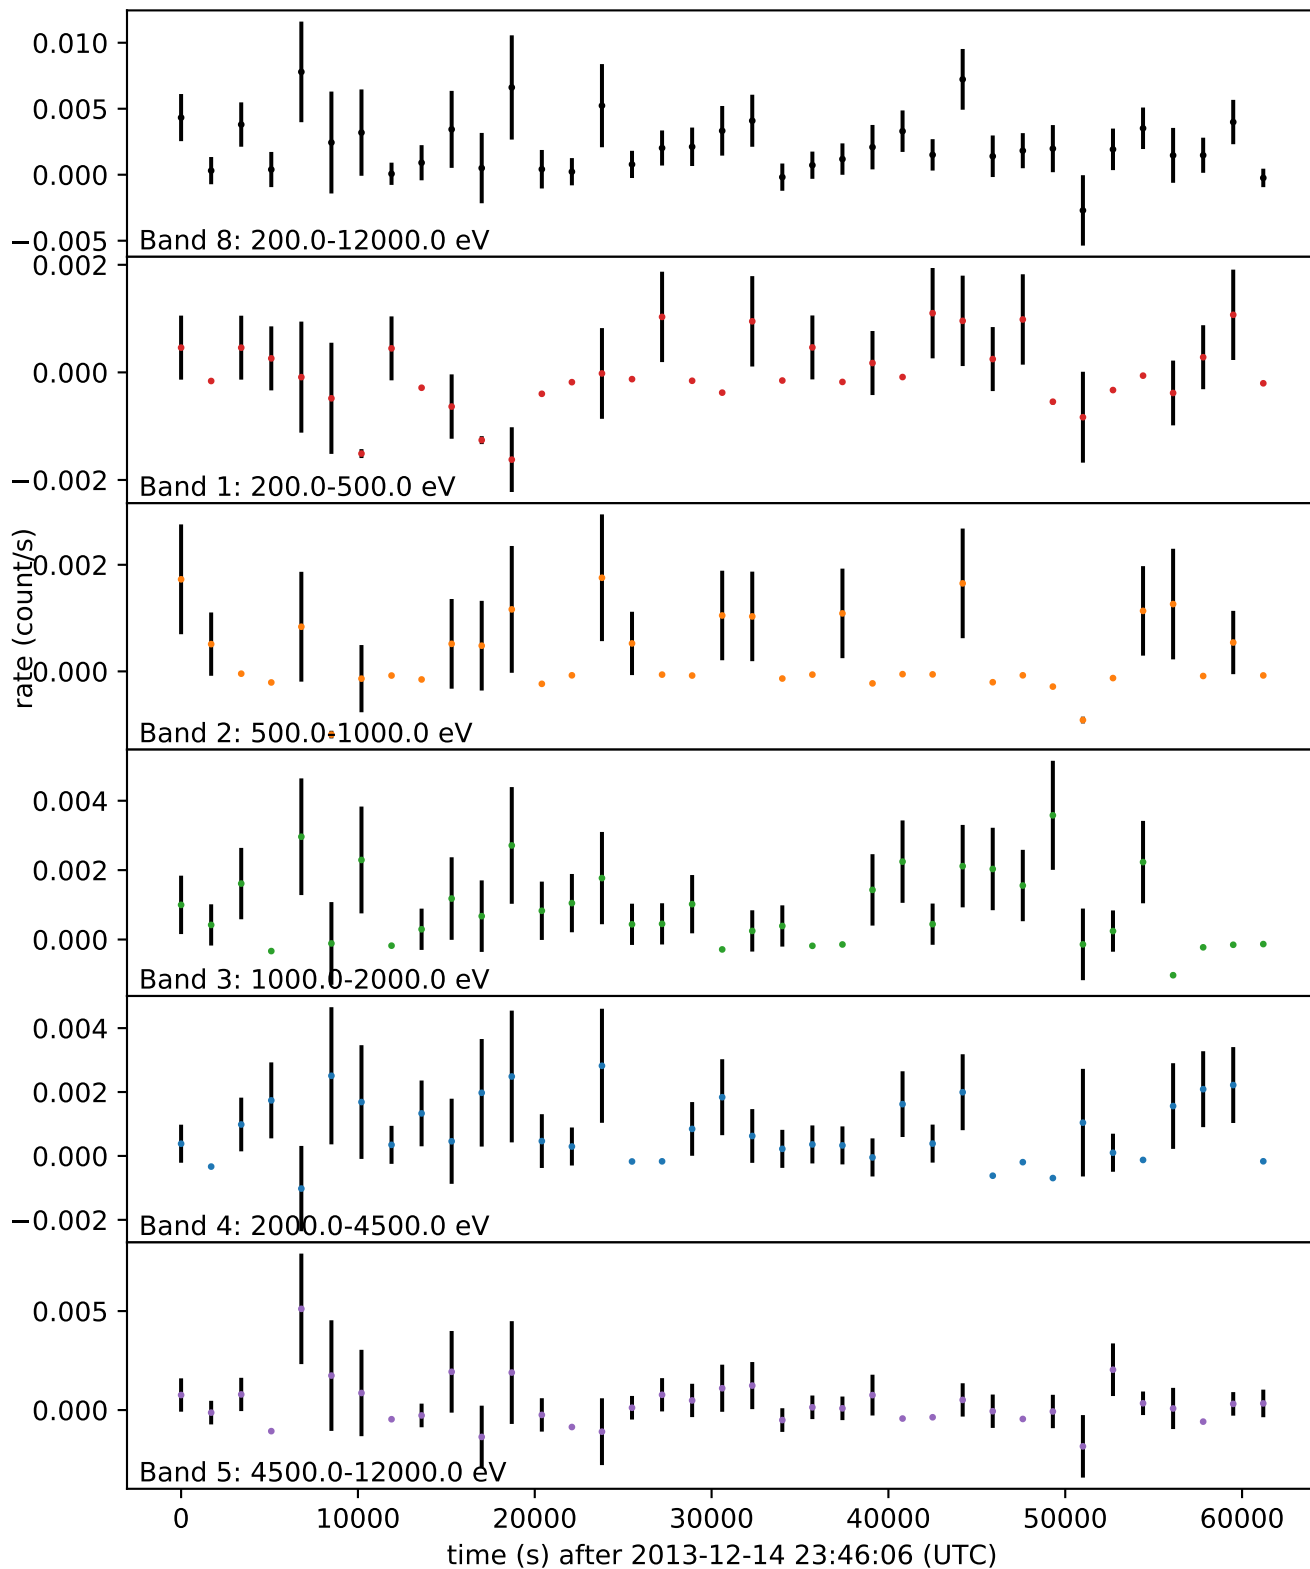 0.010
0.005
0.000
−0.005
Band 8: 200.0-12000.0 eV
0.002
0.000
−0.002
Band 1: 200.0-500.0 eV
rate (count/s)
0.002
0.000
Band 2: 500.0-1000.0 eV
0.004
0.002
0.000
Band 3: 1000.0-2000.0 eV
0.004
0.002
0.000
−0.002
Band 4: 2000.0-4500.0 eV
0.005
0.000
Band 5: 4500.0-12000.0 eV
0 10000 20000 30000 40000 50000 60000
time (s) after 2013-12-14 23:46:06 (UTC)